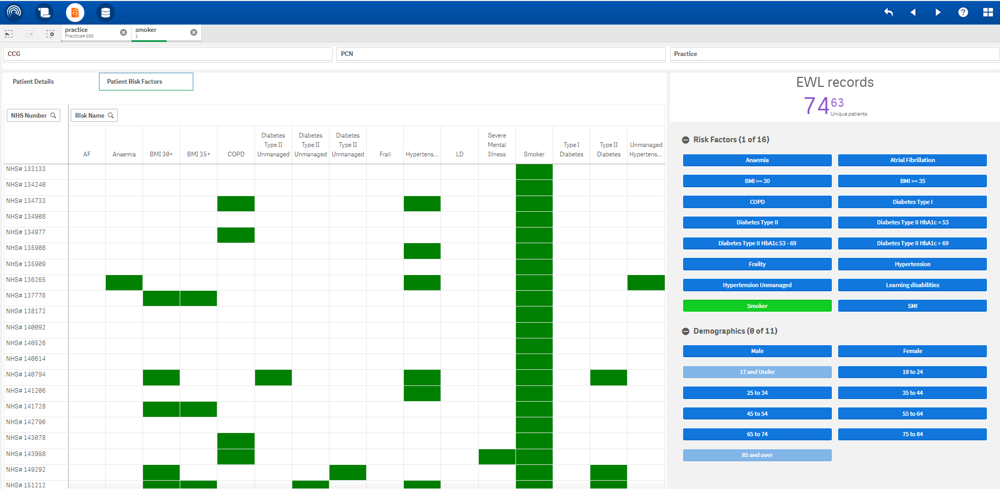 practice
Practice# 055
smoker
1
CCG
PCN
Practice
Patient Details
Patient Risk Factors
NHS Number
Risk Name
AF
Anaemia
BMI 30+
BMI 35+
COPD
Diabetes
Type II
Unmanaged
Diabetes
Type II
Unmanaged
Diabetes
Type II
Unmanaged
Frail
Hypertens...
LD
Severe
Mental
Illness
Smoker
Type I
Diabetes
Type II
Diabetes
Unmanaged
Hypertens...
NHS# 133133
NHS# 134240
NHS# 134733
NHS# 134908
NHS# 134977
NHS# 135908
NHS# 135909
NHS# 136265
NHS# 137776
NHS# 138172
NHS# 140092
NHS# 140526
NHS# 140614
NHS# 140794
NHS# 141206
NHS# 141728
NHS# 142796
NHS# 143078
NHS# 143998
NHS# 149292
NHS# 151212
EWL records
74
63
Unique patients
Risk Factors (1 of 16)
Anaemia
Atrial Fibrillation
BMI >= 30
BMI >= 35
COPD
Diabetes Type I
Diabetes Type II
Diabetes Type II HbA1c < 53
Diabetes Type II HbA1c 53 - 69
Diabetes Type II HbA1c > 69
Frailty
Hypertension
Hypertension Unmanaged
Learning disabilities
Smoker
SMI
Demographics (0 of 11)
Male
Female
17 and Under
18 to 24
25 to 34
35 to 44
45 to 54
55 to 64
65 to 74
75 to 84
85 and over